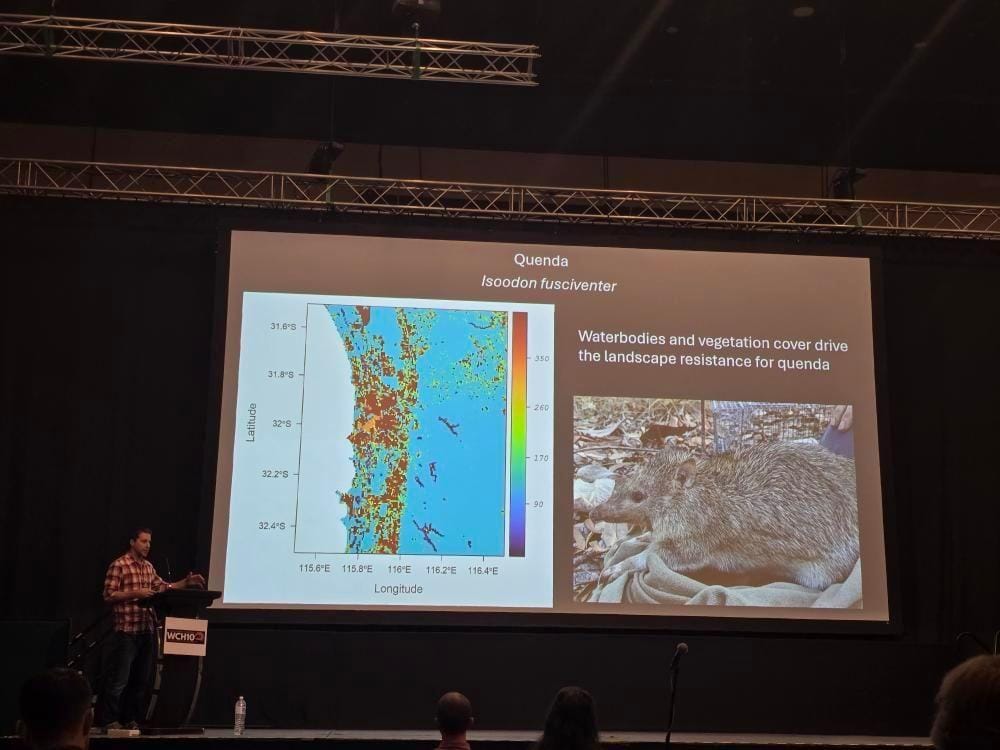 Quenda
Isoodon fusciventer
Waterbodies and vegetation cover drive
the landscape resistance for quenda
Latitude
31.6°S
31.8°S
32°S
32.2°S
32.4°S
115.6°E 115.8°E 116°E 116.2°E 116.4°E
Longitude
350
260
170
90
WCH10